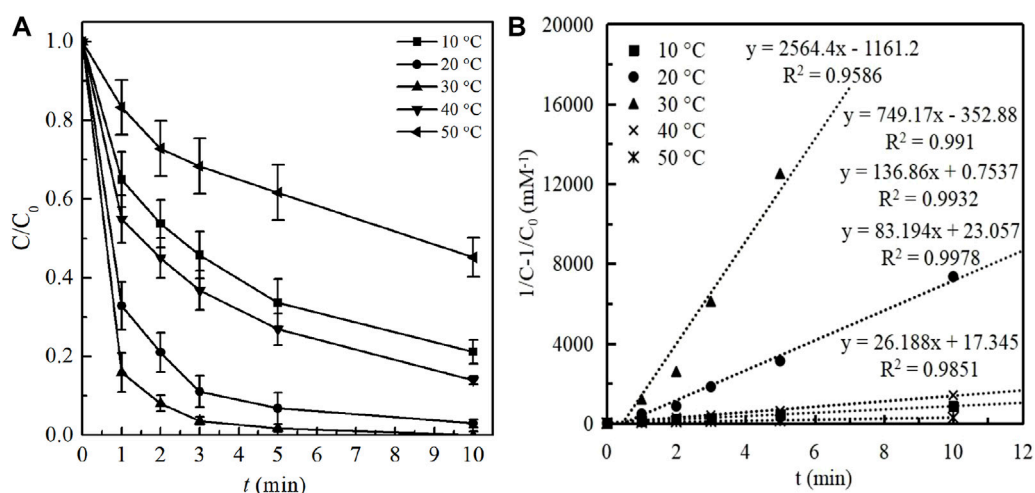 A
C/C0
1.0
0.8
0.6
0.4
0.2
0.0
0 1 2 3 4 5 6 7 8 9 10
t (min)
10 °C
20 °C
30 °C
40 °C
50 °C
B
1/C-1/C0 (mM-1)
20000
16000
12000
8000
4000
0
0 2 4 6 8 10 12
t (min)
10 °C
20 °C
30 °C
40 °C
50 °C
y = 2564.4x - 1161.2
R2 = 0.9586
y = 749.17x - 352.88
R2 = 0.991
y = 136.86x + 0.7537
R2 = 0.9932
y = 83.194x + 23.057
R2 = 0.9978
y = 26.188x + 17.345
R2 = 0.9851